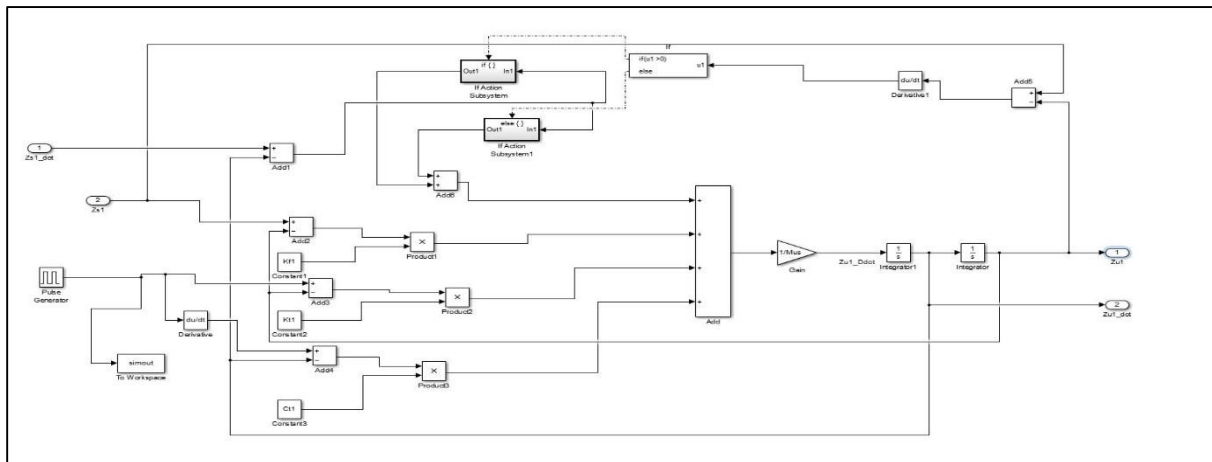 If
if { }
Out1 In1
If Action
Subsystem
if(u1 >0)
else
u1
du/dt
Derivative1
+
−
Add5
else { }
Out1 In1
If Action
Subsystem1
1
Zs1_dot
+
−
Add1
+
+
Add6
2
Zs1
+
−
Add2
×
Product1
Kf1
Constant1
+
+
+
+
Add
1/Mus
Gain
Zu1_Ddot
1
s
Integrator1
1
s
Integrator
1
Zu1
Pulse
Generator
+
−
Add3
×
Product2
Kt1
Constant2
2
Zu1_dot
du/dt
Derivative
simout
To Workspace
+
−
Add4
×
Product3
Ct1
Constant3